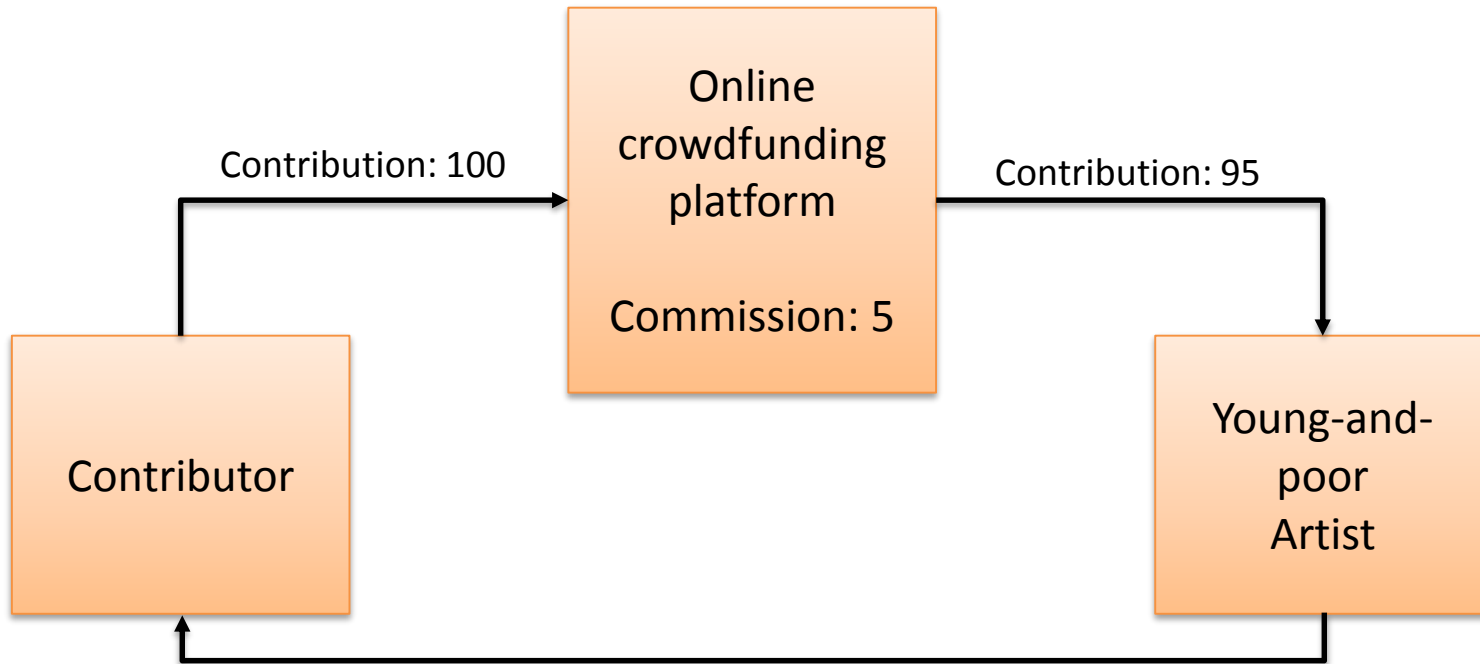 Online
crowdfunding
platform
Commission: 5
Contribution: 100
Contribution: 95
Contributor
Young-and-
poor
Artist